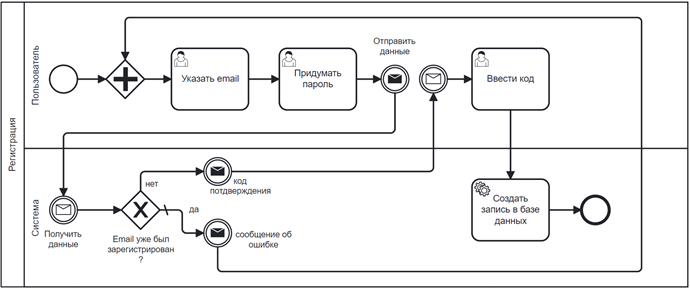 Регистрация
Пользователь
Указать email
Придумать
пароль
Отправить
данные
Ввести код
Система
Получить
данные
Email уже был
зарегистрирован
?
нет
да
код
потдверждения
сообщение об
ошибке
Создать
запись в базе
данных